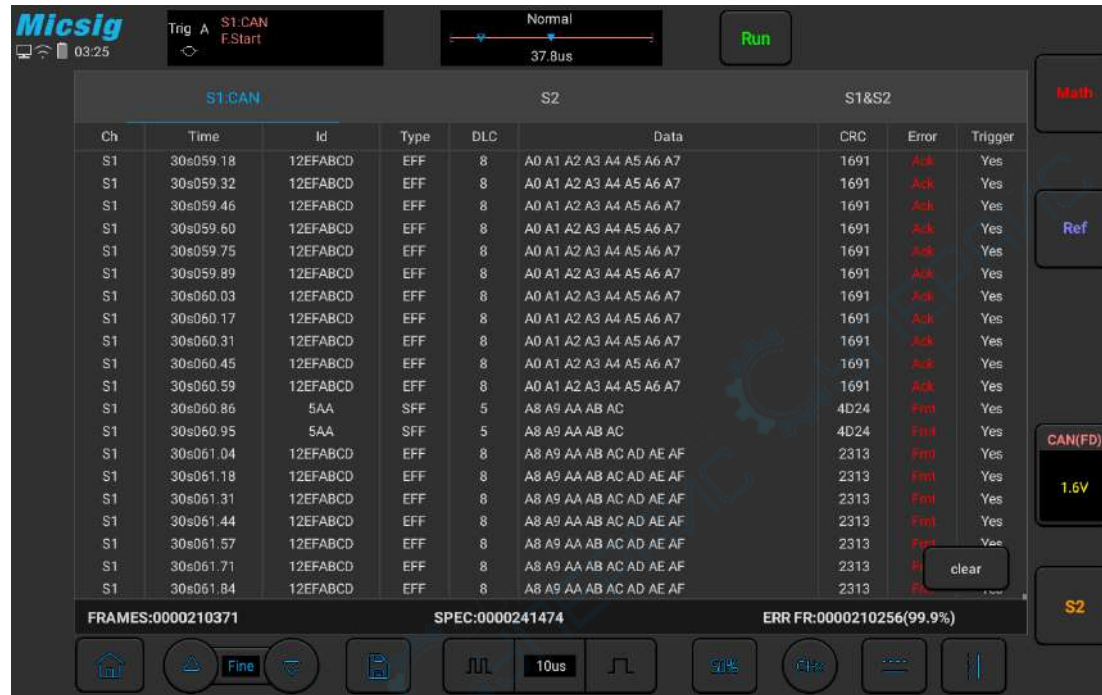 Micsig
03:25
Trig A S1:CAN
F.Start
Normal
37.8us
Run
S1:CAN S2 S1&S2
Math
Ch Time Id Type DLC Data CRC Error Trigger
S1 30s059.18 12EFABCD EFF 8 A0 A1 A2 A3 A4 A5 A6 A7 1691 Ack Yes
S1 30s059.32 12EFABCD EFF 8 A0 A1 A2 A3 A4 A5 A6 A7 1691 Ack Yes
S1 30s059.46 12EFABCD EFF 8 A0 A1 A2 A3 A4 A5 A6 A7 1691 Ack Yes
S1 30s059.60 12EFABCD EFF 8 A0 A1 A2 A3 A4 A5 A6 A7 1691 Ack Yes
Ref
S1 30s059.75 12EFABCD EFF 8 A0 A1 A2 A3 A4 A5 A6 A7 1691 Ack Yes
S1 30s059.89 12EFABCD EFF 8 A0 A1 A2 A3 A4 A5 A6 A7 1691 Ack Yes
S1 30s060.03 12EFABCD EFF 8 A0 A1 A2 A3 A4 A5 A6 A7 1691 Ack Yes
S1 30s060.17 12EFABCD EFF 8 A0 A1 A2 A3 A4 A5 A6 A7 1691 Ack Yes
S1 30s060.31 12EFABCD EFF 8 A0 A1 A2 A3 A4 A5 A6 A7 1691 Ack Yes
S1 30s060.45 12EFABCD EFF 8 A0 A1 A2 A3 A4 A5 A6 A7 1691 Ack Yes
S1 30s060.59 12EFABCD EFF 8 A0 A1 A2 A3 A4 A5 A6 A7 1691 Ack Yes
S1 30s060.86 5AA SFF 5 A8 A9 AA AB AC 4D24 Fmt Yes
S1 30s060.95 5AA SFF 5 A8 A9 AA AB AC 4D24 Fmt Yes
CAN(FD)
S1 30s061.04 12EFABCD EFF 8 A8 A9 AA AB AC AD AE AF 2313 Fmt Yes
S1 30s061.18 12EFABCD EFF 8 A8 A9 AA AB AC AD AE AF 2313 Fmt Yes
1.6V
S1 30s061.31 12EFABCD EFF 8 A8 A9 AA AB AC AD AE AF 2313 Fmt Yes
S1 30s061.44 12EFABCD EFF 8 A8 A9 AA AB AC AD AE AF 2313 Fmt Yes
S1 30s061.57 12EFABCD EFF 8 A8 A9 AA AB AC AD AE AF 2313 Fmt Yes
S1 30s061.71 12EFABCD EFF 8 A8 A9 AA AB AC AD AE AF 2313
clear
S1 30s061.84 12EFABCD EFF 8 A8 A9 AA AB AC AD AE AF 2313
S2
FRAMES:0000210371 SPEC:0000241474 ERR FR:0000210256(99.9%)
Fine 10us 50%